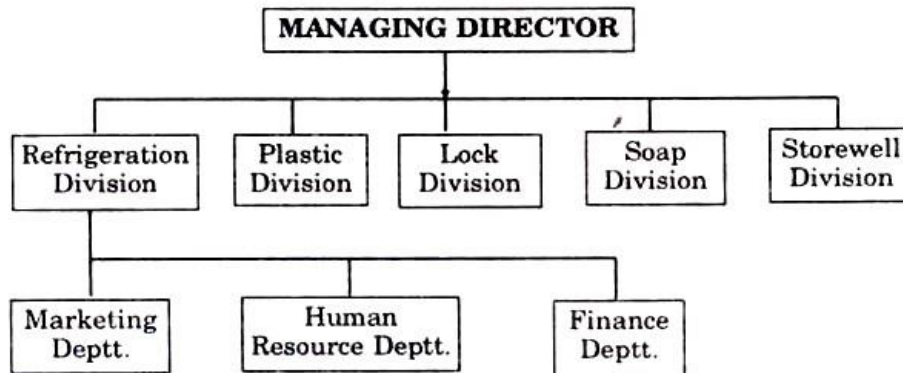 MANAGING DIRECTOR
Refrigeration
Division
Plastic
Division
Lock
Division
Soap
Division
Storewell
Division
Marketing
Deptt.
Human
Resource Deptt.
Finance
Deptt.